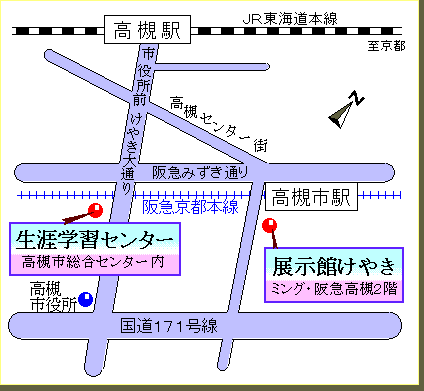 JR東海道本線
高槻駅
至京都
市役所前けやき大通り
高槻センター街
N
阪急みずき通り
高槻市駅
阪急京都本線
生涯学習センター
高槻市総合センター内
展示館けやき
ミング・阪急高槻2階
高槻
市役所
国道171号線